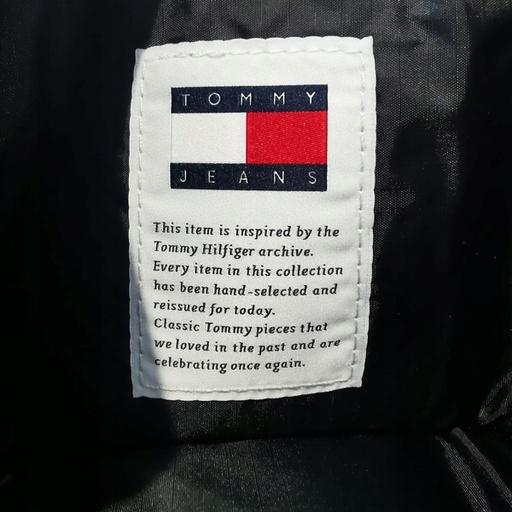 TOMMY
JEANS
This item is inspired by the
Tommy Hilfiger archive.
Every item in this collection
has been hand-selected and
reissued for today.
Classic Tommy pieces that
we loved in the past and are
celebrating once again.